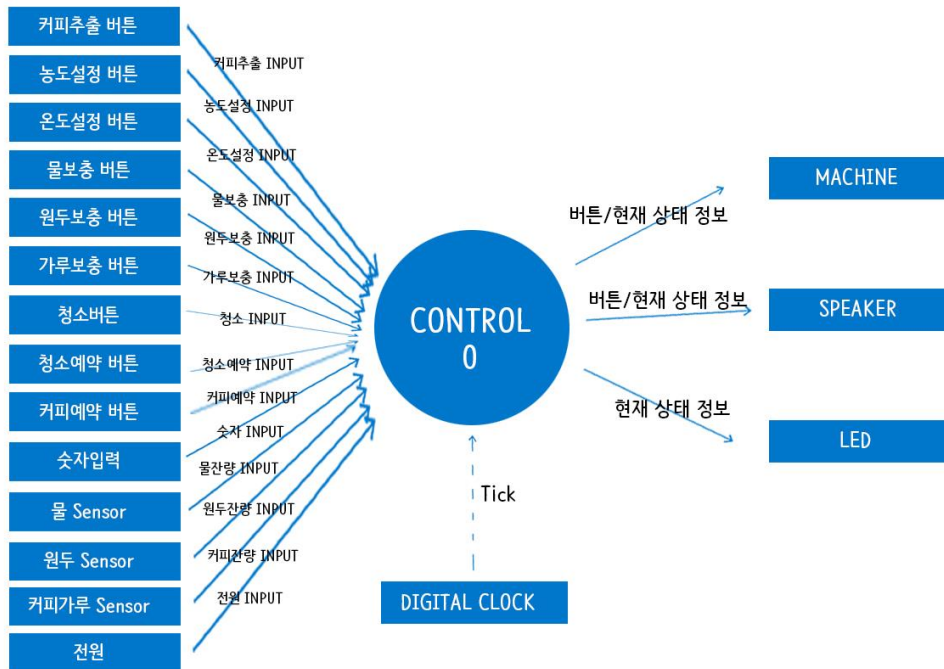 커피추출 버튼
농도설정 버튼
온도설정 버튼
물보충 버튼
원두보충 버튼
가루보충 버튼
청소버튼
청소예약 버튼
커피예약 버튼
숫자입력
물 Sensor
원두 Sensor
커피가루 Sensor
전원
커피추출 INPUT
농도설정 INPUT
온도설정 INPUT
물보충 INPUT
원두보충 INPUT
가루보충 INPUT
청소 INPUT
청소예약 INPUT
커피예약 INPUT
숫자 INPUT
물잔량 INPUT
원두잔량 INPUT
커피잔량 INPUT
전원 INPUT
CONTROL
0
Tick
DIGITAL CLOCK
버튼/현재 상태 정보
버튼/현재 상태 정보
현재 상태 정보
MACHINE
SPEAKER
LED